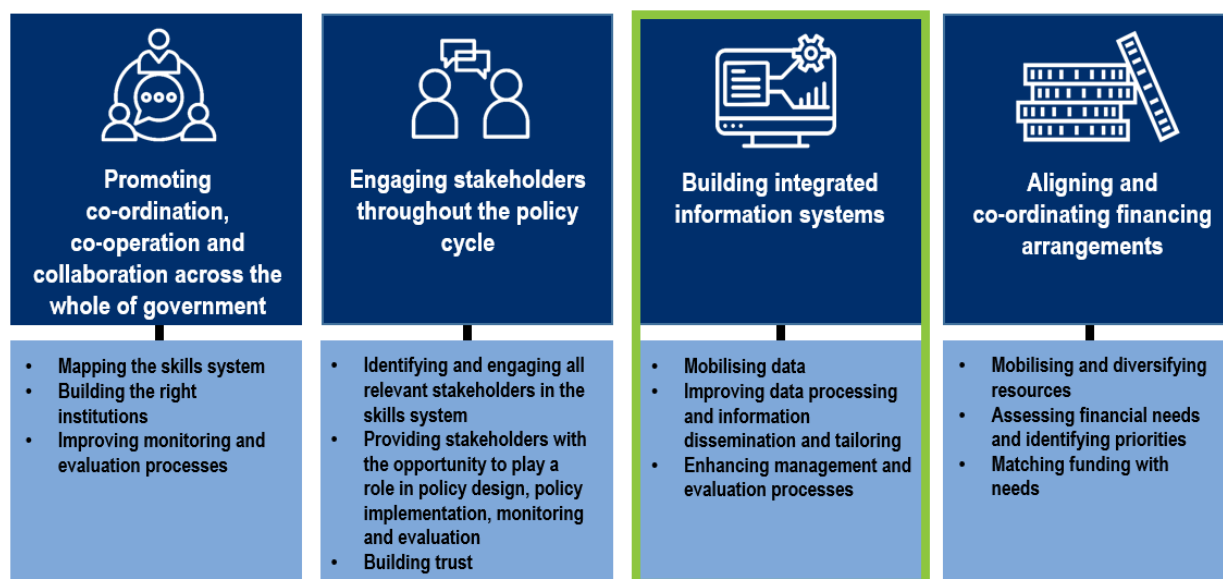 Promoting
co-ordination,
co-operation and
collaboration across the
whole of government
• Mapping the skills system
• Building the right
institutions
• Improving monitoring and
evaluation processes
Engaging stakeholders
throughout the policy
cycle
• Identifying and engaging all
relevant stakeholders in the
skills system
• Providing stakeholders with
the opportunity to play a
role in policy design, policy
implementation, monitoring
and evaluation
• Building trust
Building integrated
information systems
• Mobilising data
• Improving data processing
and information
dissemination and tailoring
• Enhancing management and
evaluation processes
Aligning and
co-ordinating financing
arrangements
• Mobilising and diversifying
resources
• Assessing financial needs
and identifying priorities
• Matching funding with
needs